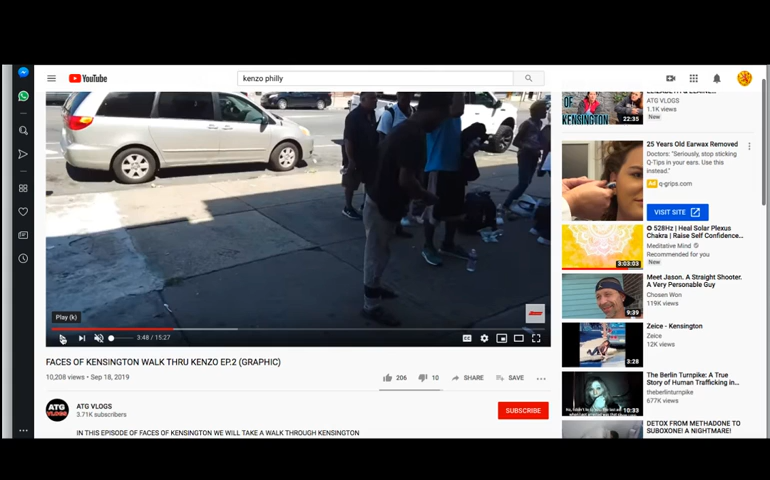 YouTube
kenzo philly
Play (k)
3:48 / 15:27
FACES OF KENSINGTON WALK THRU KENZO EP.2 (GRAPHIC)
10,208 views • Sep 18, 2019
206
10
SHARE
SAVE
ATG VLOGS
ATG VLOGS
3.71K subscribers
SUBSCRIBE
IN THIS EPISODE OF FACES OF KENSINGTON WE WILL TAKE A WALK THROUGH KENSINGTON
OF
KENSINGTON
22:35
ATG VLOGS
1.1K views
New
25 Years Old Earwax Removed
Doctors: "Seriously, stop sticking
Q-Tips in your ears. Use this
instead."
Ad q-grips.com
VISIT SITE
3:03:03
528Hz | Heal Solar Plexus
Chakra | Raise Self Confidence...
Meditative Mind
Recommended for you
New
9:39
Meet Jason. A Straight Shooter.
A Very Personable Guy
Chosen Won
119K views
3:28
Zeice - Kensington
Zeice
12K views
10:33
The Berlin Turnpike: A True
Story of Human Trafficking in...
theberlinturnpike
677K views
DETOX FROM METHADONE TO
SUBOXONE! A NIGHTMARE!